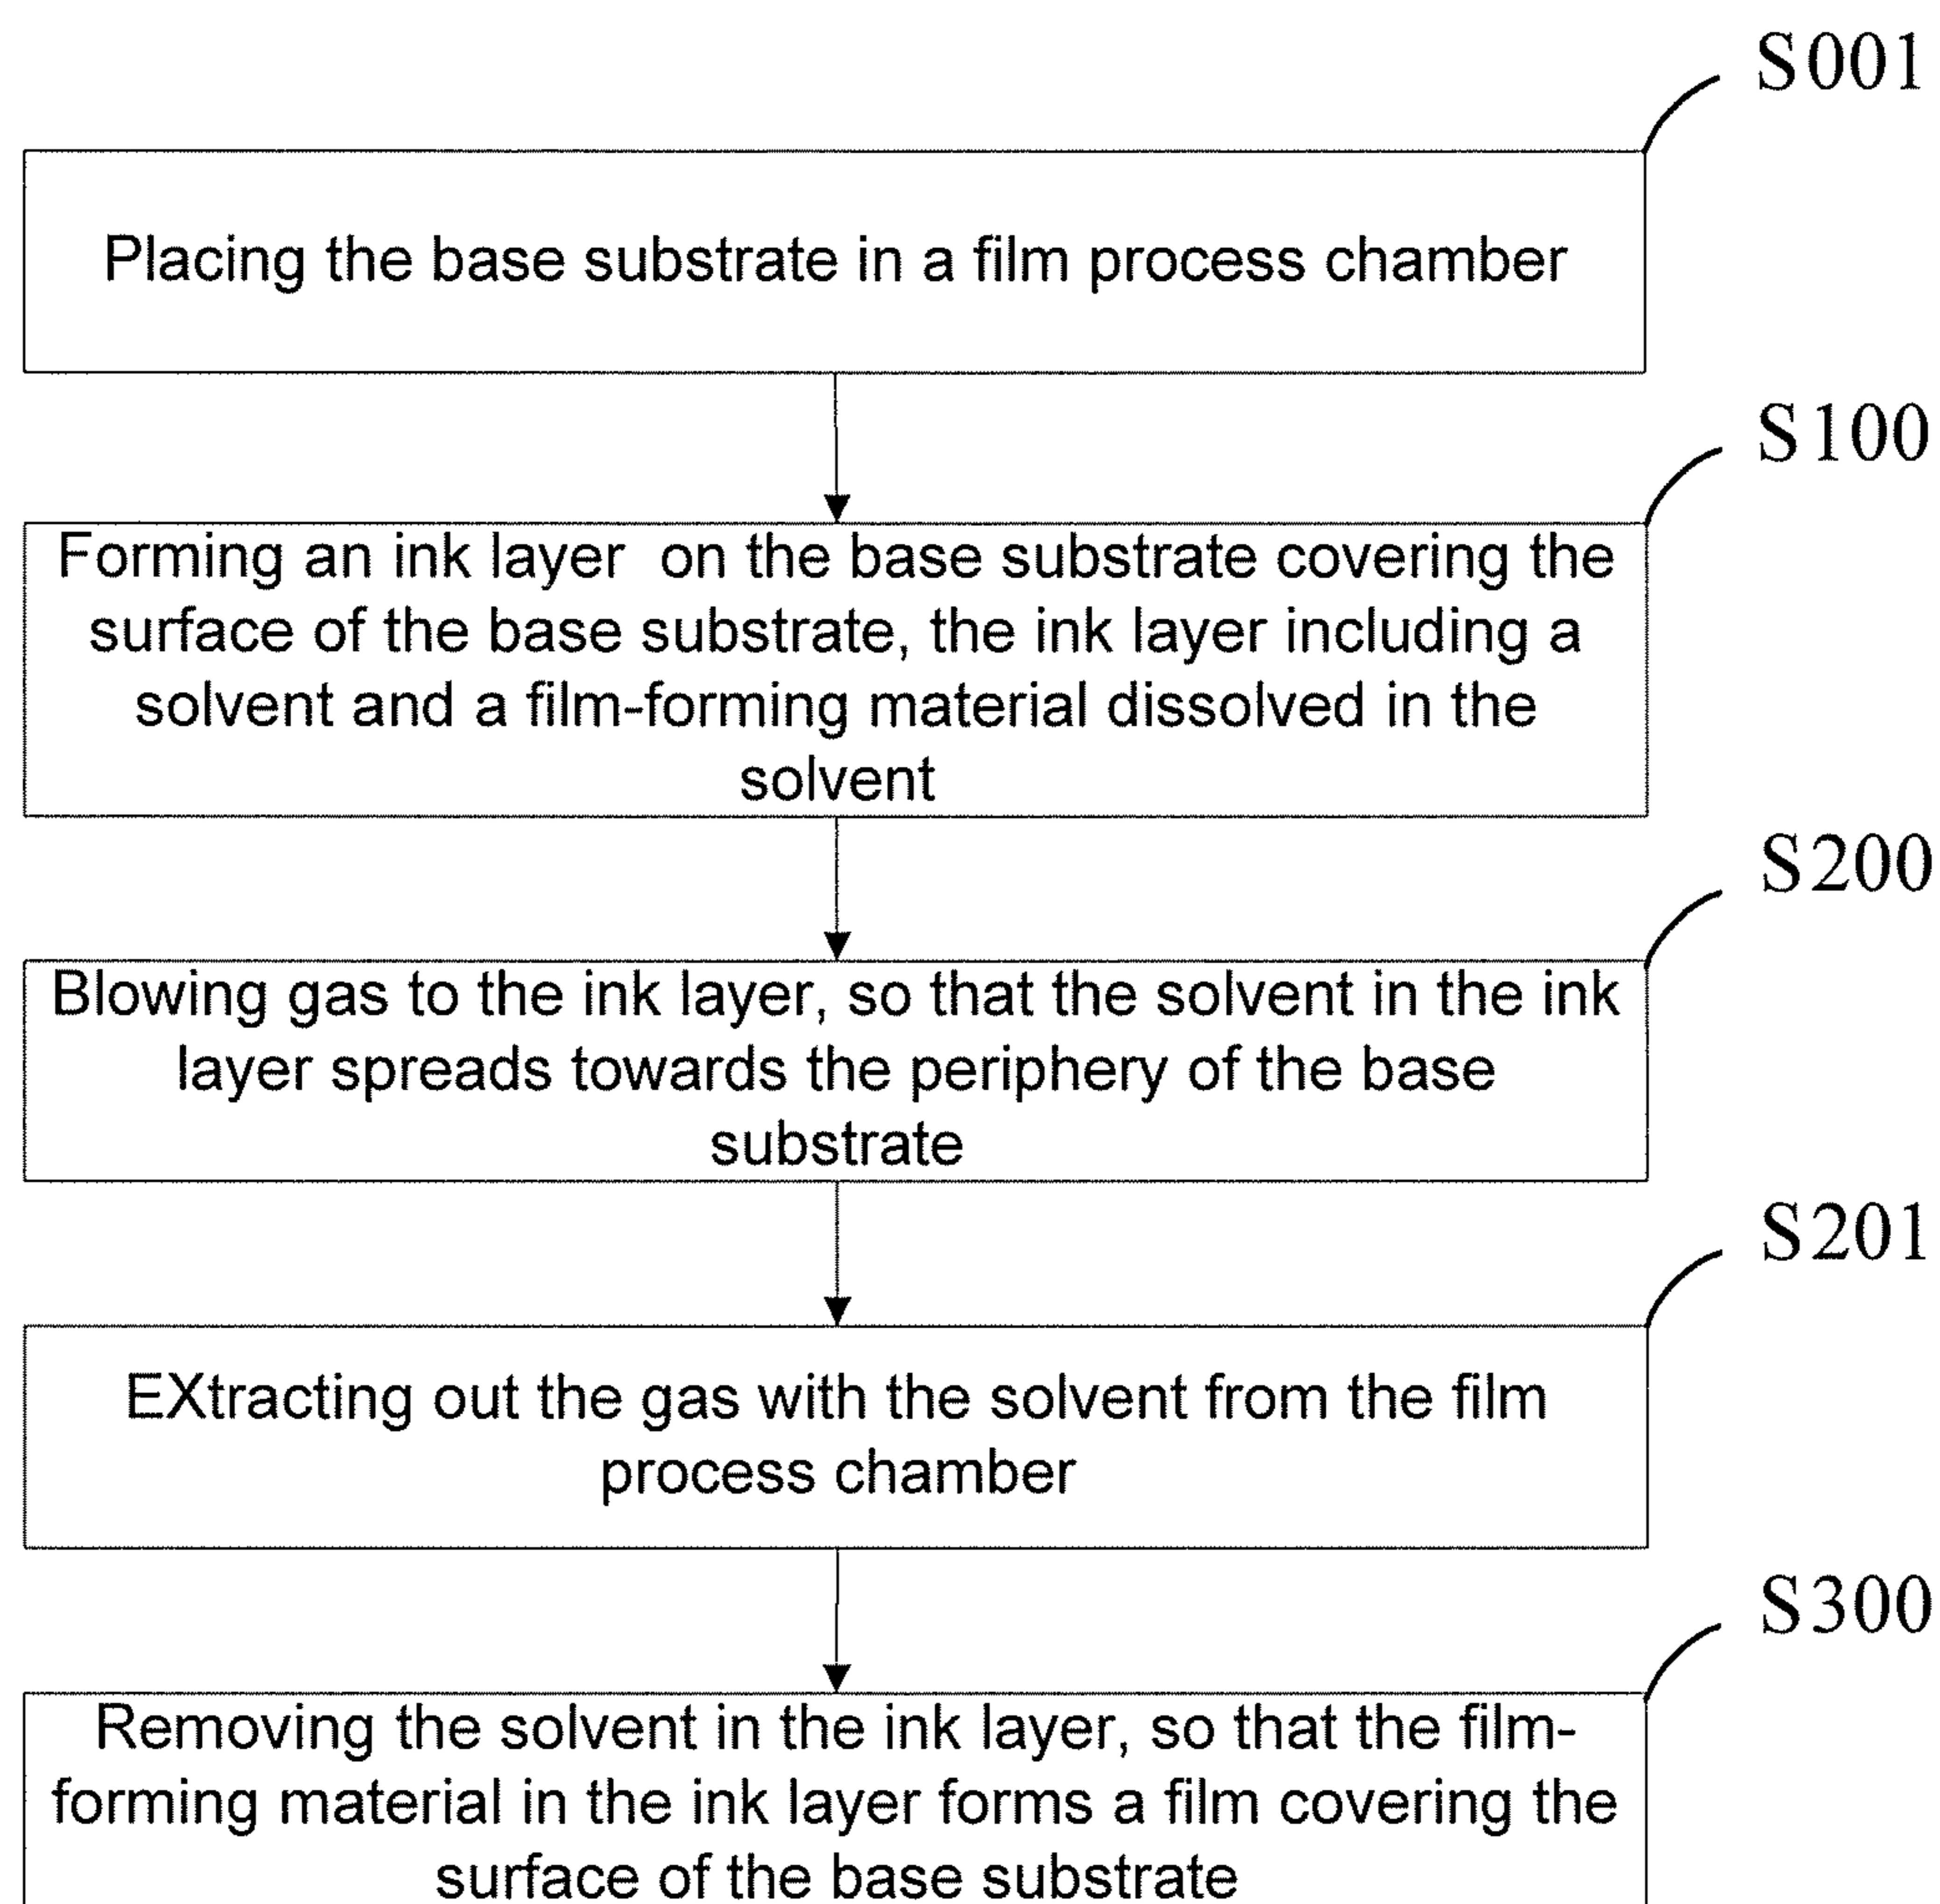 S001
Placing the base substrate in a film process chamber
S100
Forming an ink layer on the base substrate covering the
surface of the base substrate, the ink layer including a
solvent and a film-forming material dissolved in the
solvent
S200
Blowing gas to the ink layer, so that the solvent in the ink
layer spreads towards the periphery of the base
substrate
S201
EXtracting out the gas with the solvent from the film
process chamber
S300
Removing the solvent in the ink layer, so that the film-
forming material in the ink layer forms a film covering the
surface of the base substrate